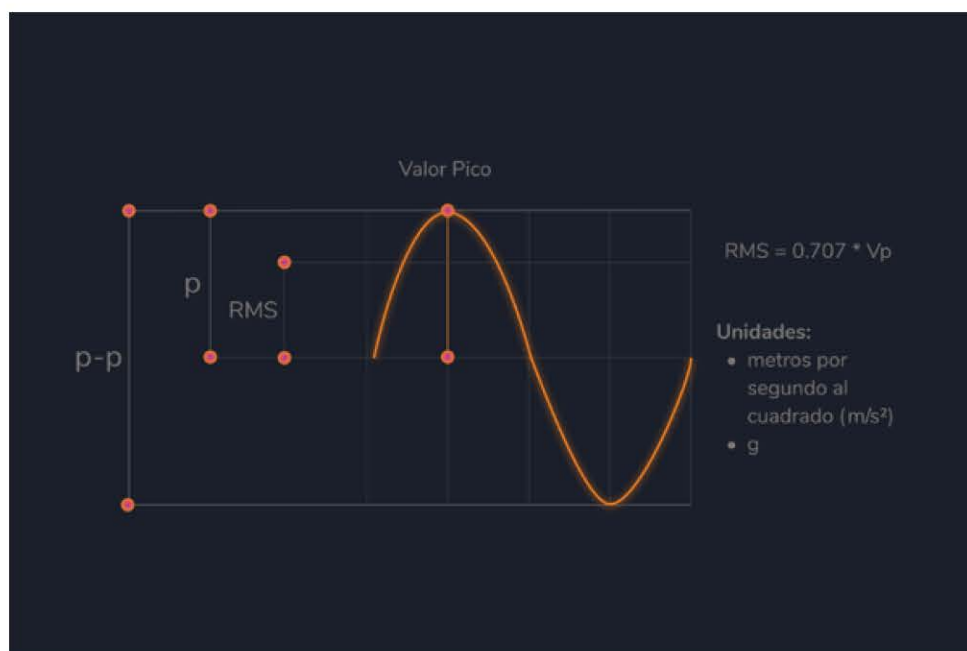 Valor Pico
RMS = 0.707 * Vp
p
RMS
p-p
Unidades:
• metros por
segundo al
cuadrado (m/s²)
• g